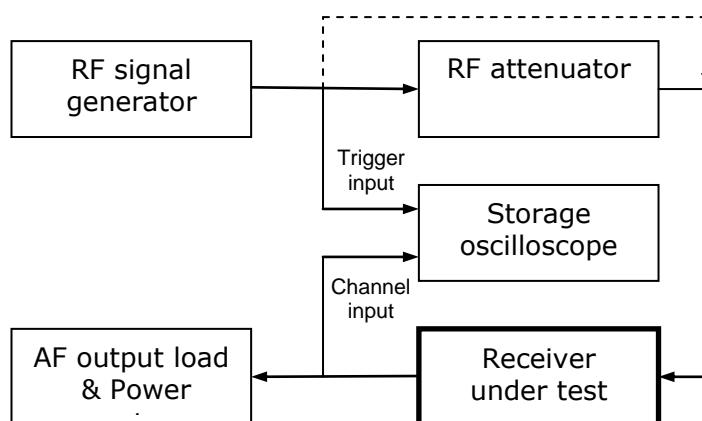 RF signal
generator
RF attenuator
Trigger
input
Storage
oscilloscope
Channel
input
AF output load
& Power
Receiver
under test